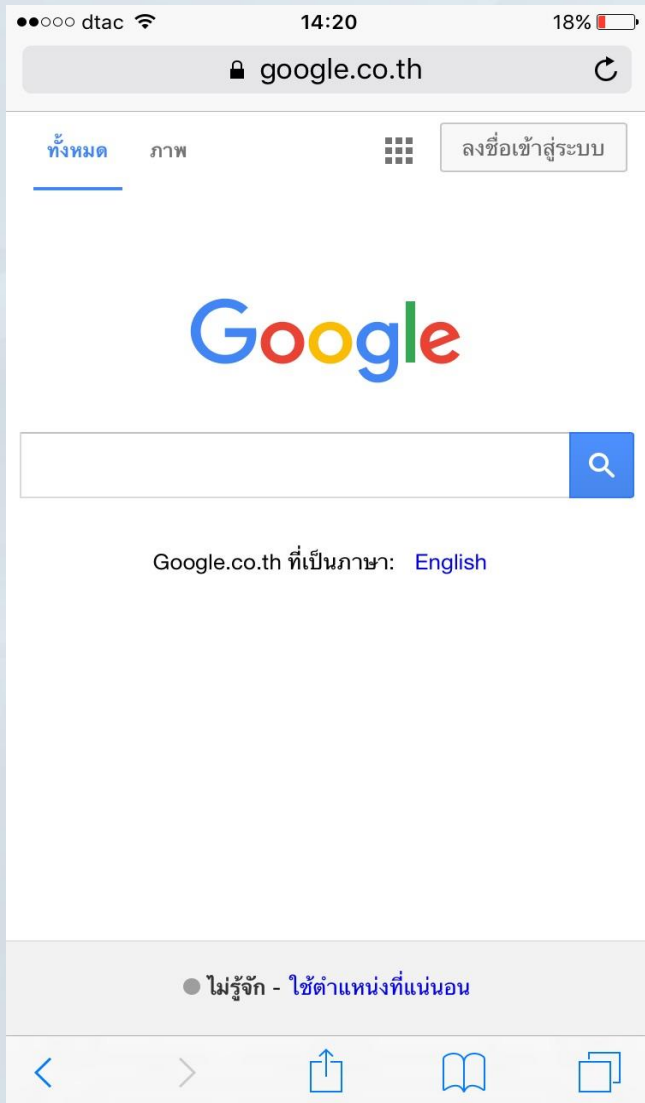 dtac 14:20 18%
google.co.th
ทั้งหมด ภาพ ลงชื่อเข้าสู่ระบบ
Google
Google.co.th ที่เป็นภาษา: English
ไม่รู้จัก - ใช้ตำแหน่งที่แน่นอน